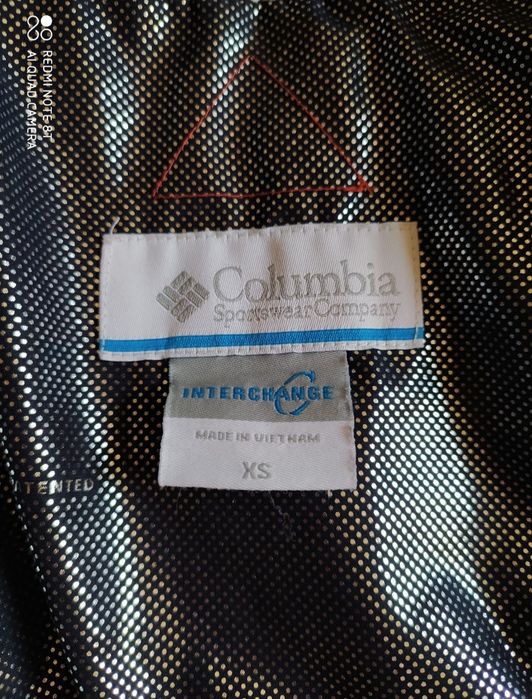 REDMI NOTE 8T
AI QUAD CAMERA
Columbia
Sportswear Company
INTERCHANGE
MADE IN VIETNAM
XS
TENTED